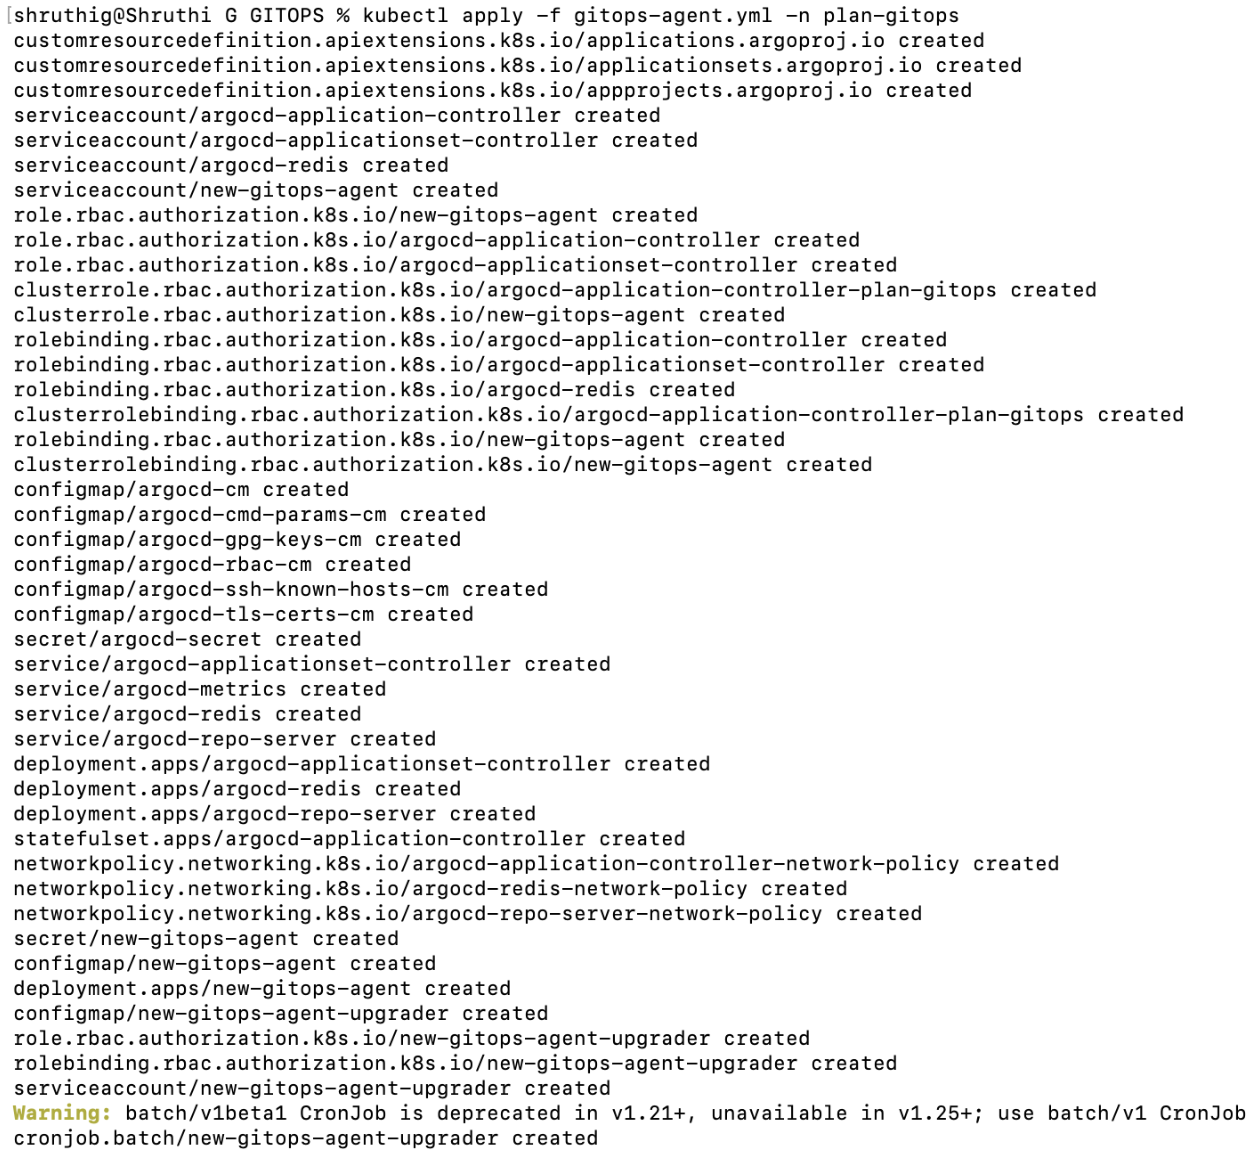 [shruthig@Shruthi G GITOPS % kubectl apply -f gitops-agent.yml -n plan-gitops
customresourcedefinition.apiextensions.k8s.io/applications.argoproj.io created
customresourcedefinition.apiextensions.k8s.io/applicationsets.argoproj.io created
customresourcedefinition.apiextensions.k8s.io/appprojects.argoproj.io created
serviceaccount/argocd-application-controller created
serviceaccount/argocd-applicationset-controller created
serviceaccount/argocd-redis created
serviceaccount/new-gitops-agent created
role.rbac.authorization.k8s.io/new-gitops-agent created
role.rbac.authorization.k8s.io/argocd-application-controller created
role.rbac.authorization.k8s.io/argocd-applicationset-controller created
clusterrole.rbac.authorization.k8s.io/argocd-application-controller-plan-gitops created
clusterrole.rbac.authorization.k8s.io/new-gitops-agent created
rolebinding.rbac.authorization.k8s.io/argocd-application-controller created
rolebinding.rbac.authorization.k8s.io/argocd-applicationset-controller created
rolebinding.rbac.authorization.k8s.io/argocd-redis created
clusterrolebinding.rbac.authorization.k8s.io/argocd-application-controller-plan-gitops created
rolebinding.rbac.authorization.k8s.io/new-gitops-agent created
clusterrolebinding.rbac.authorization.k8s.io/new-gitops-agent created
configmap/argocd-cm created
configmap/argocd-cmd-params-cm created
configmap/argocd-gpg-keys-cm created
configmap/argocd-rbac-cm created
configmap/argocd-ssh-known-hosts-cm created
configmap/argocd-tls-certs-cm created
secret/argocd-secret created
service/argocd-applicationset-controller created
service/argocd-metrics created
service/argocd-redis created
service/argocd-repo-server created
deployment.apps/argocd-applicationset-controller created
deployment.apps/argocd-redis created
deployment.apps/argocd-repo-server created
statefulset.apps/argocd-application-controller created
networkpolicy.networking.k8s.io/argocd-application-controller-network-policy created
networkpolicy.networking.k8s.io/argocd-redis-network-policy created
networkpolicy.networking.k8s.io/argocd-repo-server-network-policy created
secret/new-gitops-agent created
configmap/new-gitops-agent created
deployment.apps/new-gitops-agent created
configmap/new-gitops-agent-upgrader created
role.rbac.authorization.k8s.io/new-gitops-agent-upgrader created
rolebinding.rbac.authorization.k8s.io/new-gitops-agent-upgrader created
serviceaccount/new-gitops-agent-upgrader created
Warning: batch/v1beta1 CronJob is deprecated in v1.21+, unavailable in v1.25+; use batch/v1 CronJob
cronjob.batch/new-gitops-agent-upgrader created